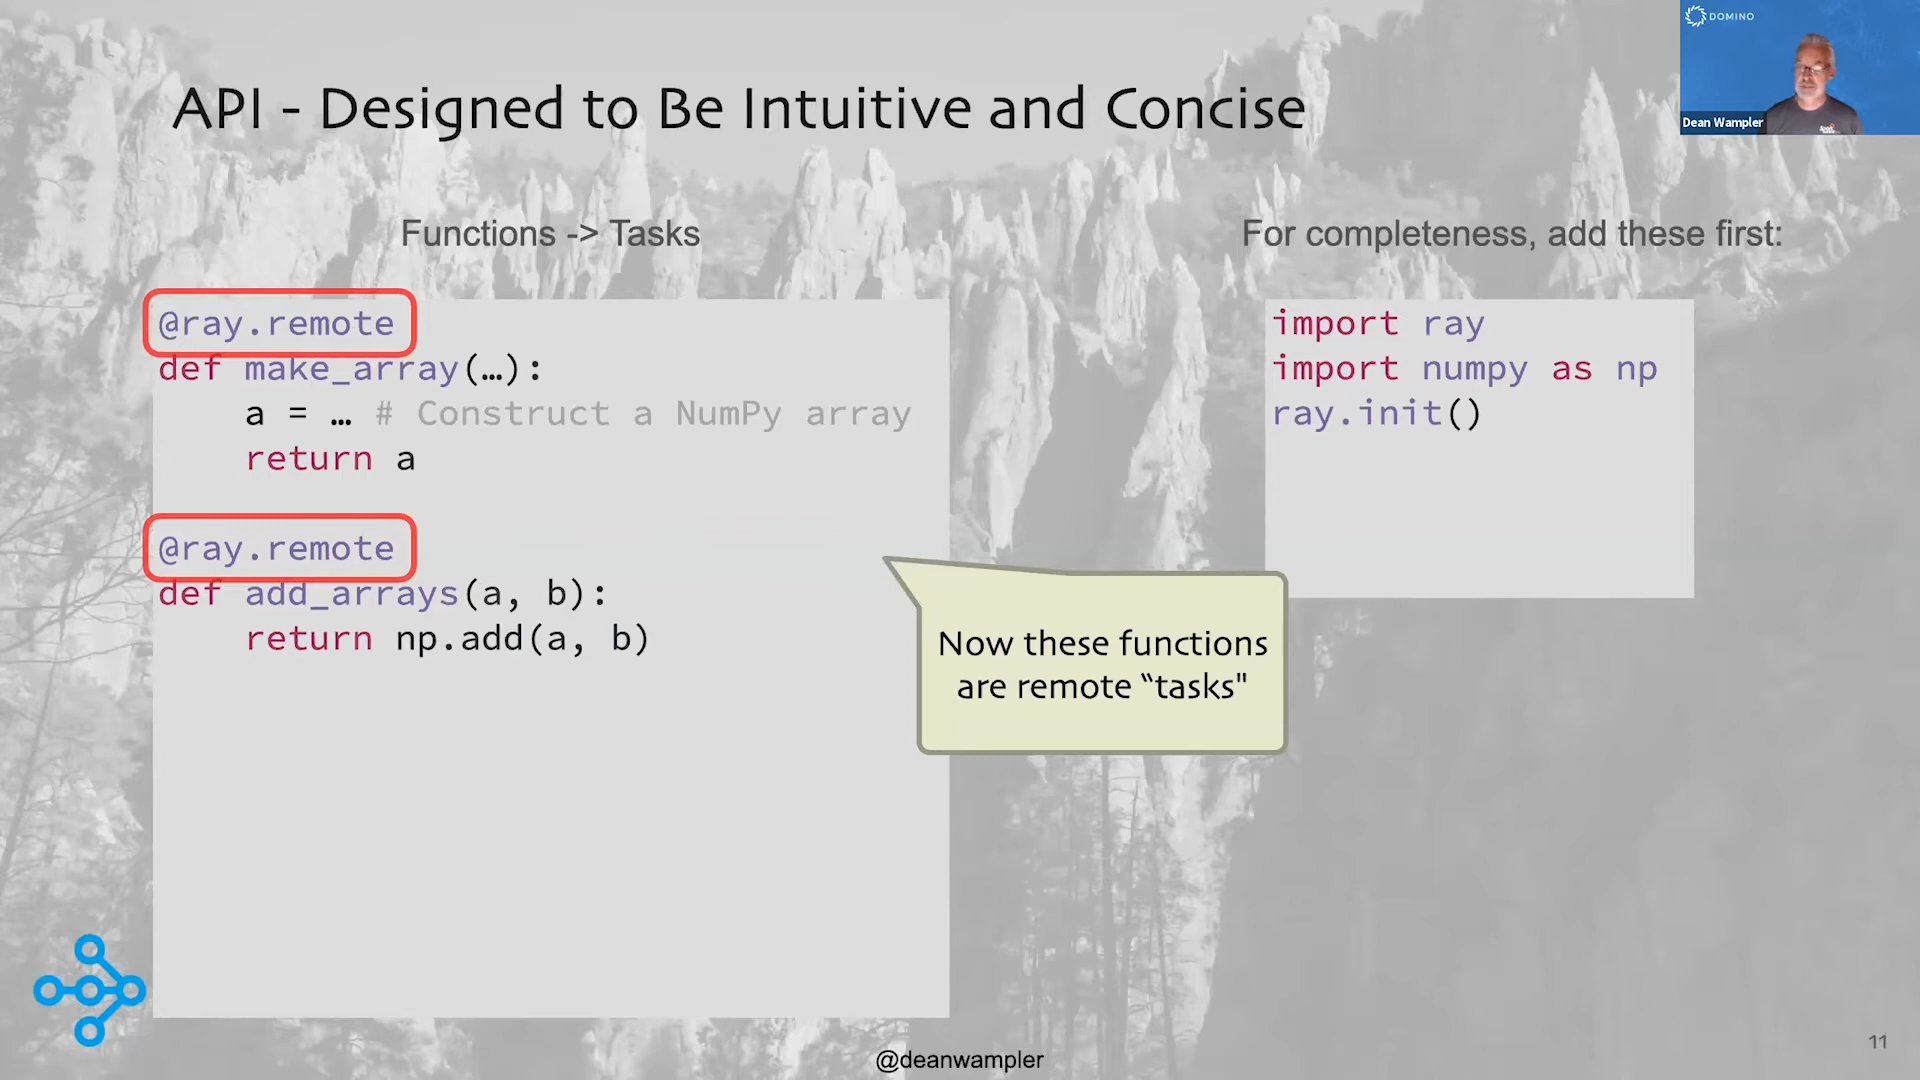 DOMINO
Dean Wampler
API - Designed to Be Intuitive and Concise
Functions -> Tasks
@ray.remote
def make_array(…):
    a = … # Construct a NumPy array
    return a
@ray.remote
def add_arrays(a, b):
    return np.add(a, b)
For completeness, add these first:
import ray
import numpy as np
ray.init()
Now these functions
are remote “tasks"
@deanwampler
11